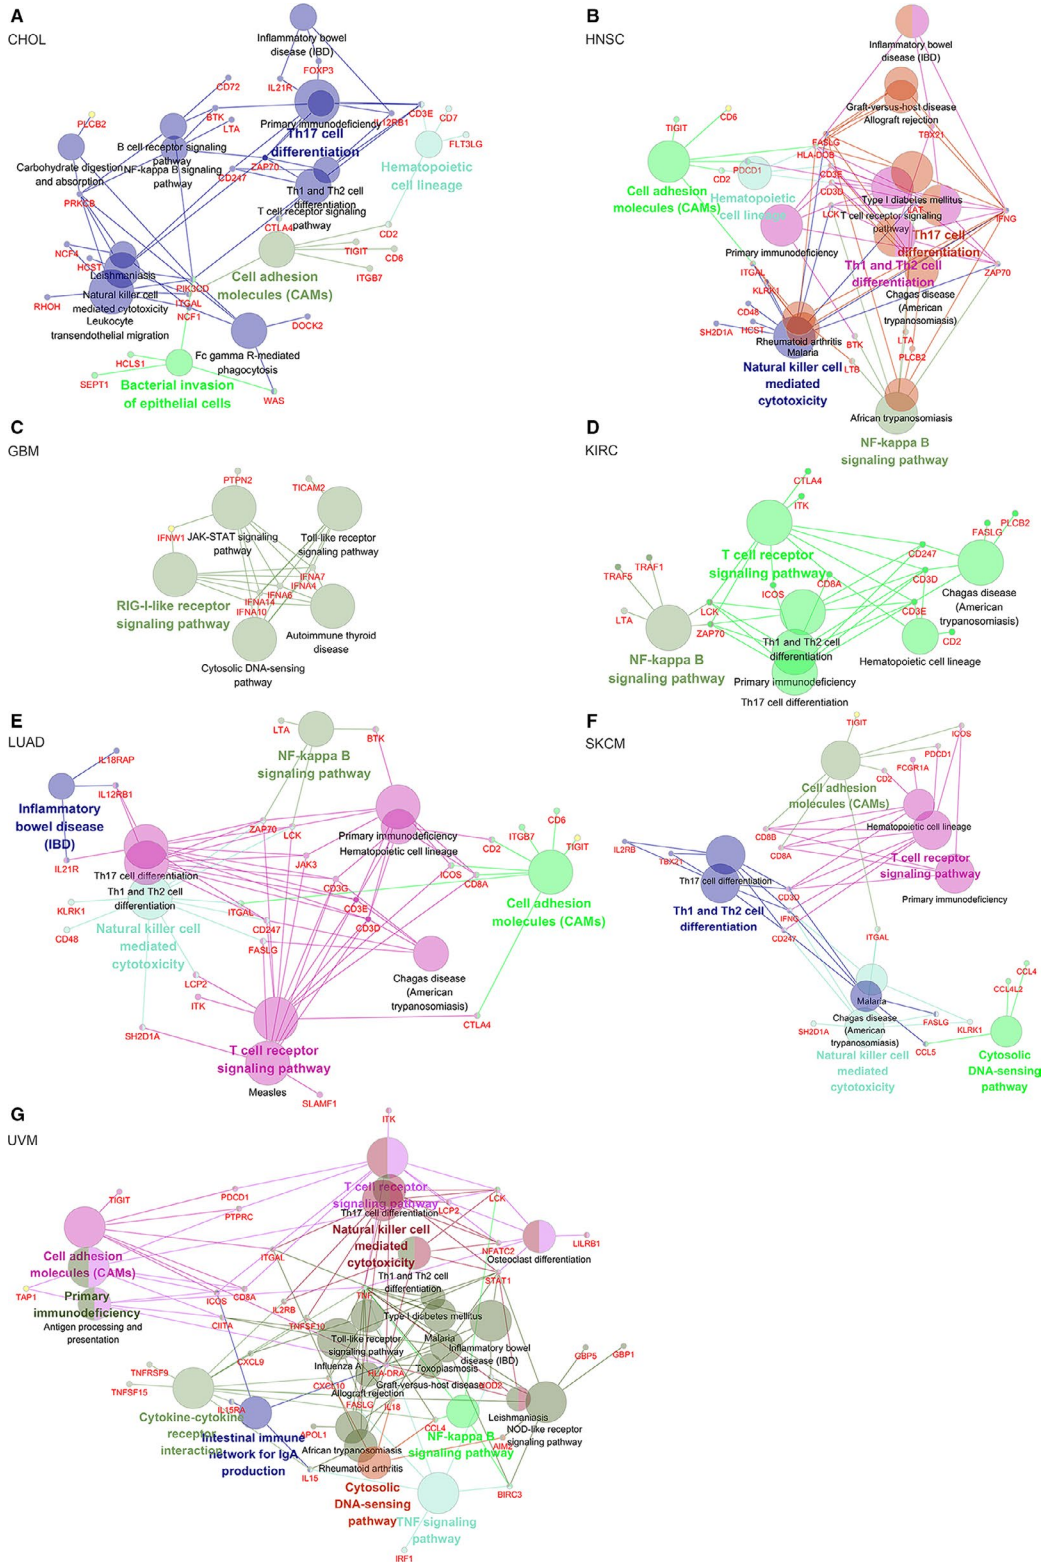 A
CHOL
Inflammatory bowel
disease (IBD)
FOXP3
IL21R
CD72
BTK
LTA
PLCB2
Primary immunodeficiency
IL12RB1
CD3E
CD7
FLT3LG
Th17 cell
differentiation
B cell receptor signaling
pathway
Carbohydrate digestion
and absorption
NF-kappa B signaling
pathway
ZAP70
CD247
Hematopoietic
cell lineage
Th1 and Th2 cell
differentiation
PRKCB
T cell receptor signaling
pathway
CTLA4
CD2
TIGIT
CD6
ITGB7
NCF4
HCST
Leishmaniasis
Cell adhesion
molecules (CAMs)
PIK3CD
RHOH
Natural killer cell
mediated cytotoxicity
ITGAL
NCF1
Leukocyte
transendothelial migration
DOCK2
Fc gamma R-mediated
phagocytosis
HCLS1
SEPT1
Bacterial invasion
of epithelial cells
WAS
B
HNSC
Inflammatory bowel
disease (IBD)
Graft-versus-host disease
Allograft rejection
CD6
TIGIT
TBX21
FASLG
HLA-DOB
PDCD1
CD2
CD3E
CD3D
Cell adhesion
molecules (CAMs)
Hematopoietic
cell lineage
Type I diabetes mellitus
LCK
LAT
IFNG
T cell receptor signaling
pathway
Th17 cell
differentiation
Primary immunodeficiency
Th1 and Th2 cell
differentiation
ITGAL
KLRK1
ZAP70
Chagas disease
(American
trypanosomiasis)
CD48
SH2D1A
HCST
Rheumatoid arthritis
Malaria
BTK
LTA
PLCB2
LTB
Natural killer cell
mediated
cytotoxicity
African trypanosomiasis
NF-kappa B
signaling pathway
C
GBM
PTPN2
TICAM2
IFNW1
JAK-STAT signaling
pathway
Toll-like receptor
signaling pathway
IFNA7
IFNA4
IFNA6
IFNA14
IFNA10
RIG-I-like receptor
signaling pathway
Autoimmune thyroid
disease
Cytosolic DNA-sensing
pathway
D
KIRC
CTLA4
ITK
FASLG
PLCB2
T cell receptor
signaling pathway
CD247
TRAF1
TRAF5
CD8A
CD3D
ICOS
Chagas disease
(American
trypanosomiasis)
LTA
LCK
ZAP70
CD3E
CD2
Th1 and Th2 cell
differentiation
Hematopoietic cell lineage
NF-kappa B
signaling pathway
Primary immunodeficiency
Th17 cell differentiation
E
LUAD
LTA
BTK
NF-kappa B
signaling pathway
IL18RAP
IL12RB1
Inflammatory
bowel disease
(IBD)
ZAP70
LCK
Primary immunodeficiency
Hematopoietic cell lineage
CD6
ITGB7
TIGIT
CD2
IL21R
JAK3
ICOS
CD8A
Th17 cell differentiation
Th1 and Th2 cell
differentiation
CD3G
CD3E
CD3D
KLRK1
CD48
ITGAL
CD247
FASLG
Cell adhesion
molecules (CAMs)
Natural killer cell
mediated
cytotoxicity
LCP2
ITK
Chagas disease
(American
trypanosomiasis)
SH2D1A
CTLA4
T cell receptor
signaling pathway
Measles
SLAMF1
F
SKCM
TIGIT
ICOS
PDCD1
FCGR1A
CD2
Cell adhesion
molecules (CAMs)
Hematopoietic cell lineage
CD8B
CD8A
IL2RB
TBX21
T cell receptor
signaling pathway
Th17 cell differentiation
Primary immunodeficiency
CD3D
Th1 and Th2 cell
differentiation
IFNG
CD247
ITGAL
CCL4
CCL4L2
Malaria
Chagas disease
(American
trypanosomiasis)
SH2D1A
FASLG
KLRK1
CCL5
Natural killer cell
mediated
cytotoxicity
Cytosolic
DNA-sensing
pathway
G
UVM
ITK
TIGIT
PDCD1
PTPRC
T cell receptor
signaling pathway
LCK
LCP2
Th17 cell differentiation
Natural killer cell
mediated
cytotoxicity
NFATC2
LILRB1
Osteoclast differentiation
Cell adhesion
molecules (CAMs)
ITGAL
STAT1
Th1 and Th2 cell
differentiation
TAP1
Primary
immunodeficiency
ICOS
CD8A
TNF
IL2RB
Antigen processing and
presentation
CIITA
TNFSF10
Type I diabetes mellitus
Toll-like receptor
signaling pathway
Malaria
Inflammatory bowel
disease (IBD)
CXCL9
Influenza A
Toxoplasmosis
GBP5
GBP1
TNFRSF9
TNFSF15
HLA-DRA
CXCL10
Graft-versus-host disease
NOD2
Allograft rejection
FASLG
IL18
IL15RA
Leishmaniasis
NOD-like receptor
signaling pathway
Cytokine-cytokine
receptor
interaction
APOL1
CCL4
Intestinal immune
network for IgA
production
African trypanosomiasis
NF-kappa B
signaling pathway
AIM2
Rheumatoid arthritis
IL15
Cytosolic
DNA-sensing
pathway
BIRC3
TNF signaling
pathway
IRF1